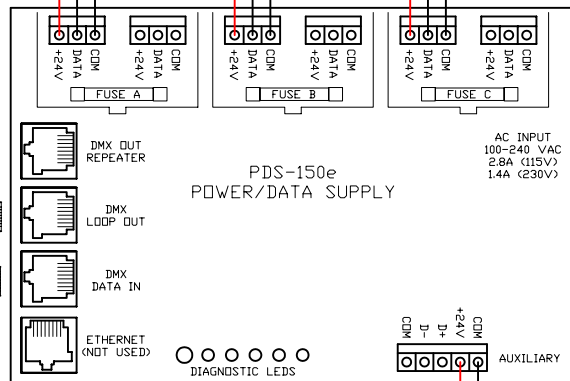 +24V DATA COM +24V DATA COM
FUSE A
+24V DATA COM +24V DATA COM
FUSE B
+24V DATA COM +24V DATA COM
FUSE C
DMX OUT
REPEATER
DMX
LOOP OUT
DMX
DATA IN
ETHERNET
(NOT USED)
PDS-150e
POWER/DATA SUPPLY
AC INPUT
100-240 VAC
2.8A (115V)
1.4A (230V)
DIAGNOSTIC LEDS
COM D- D+ +24V COM
AUXILIARY